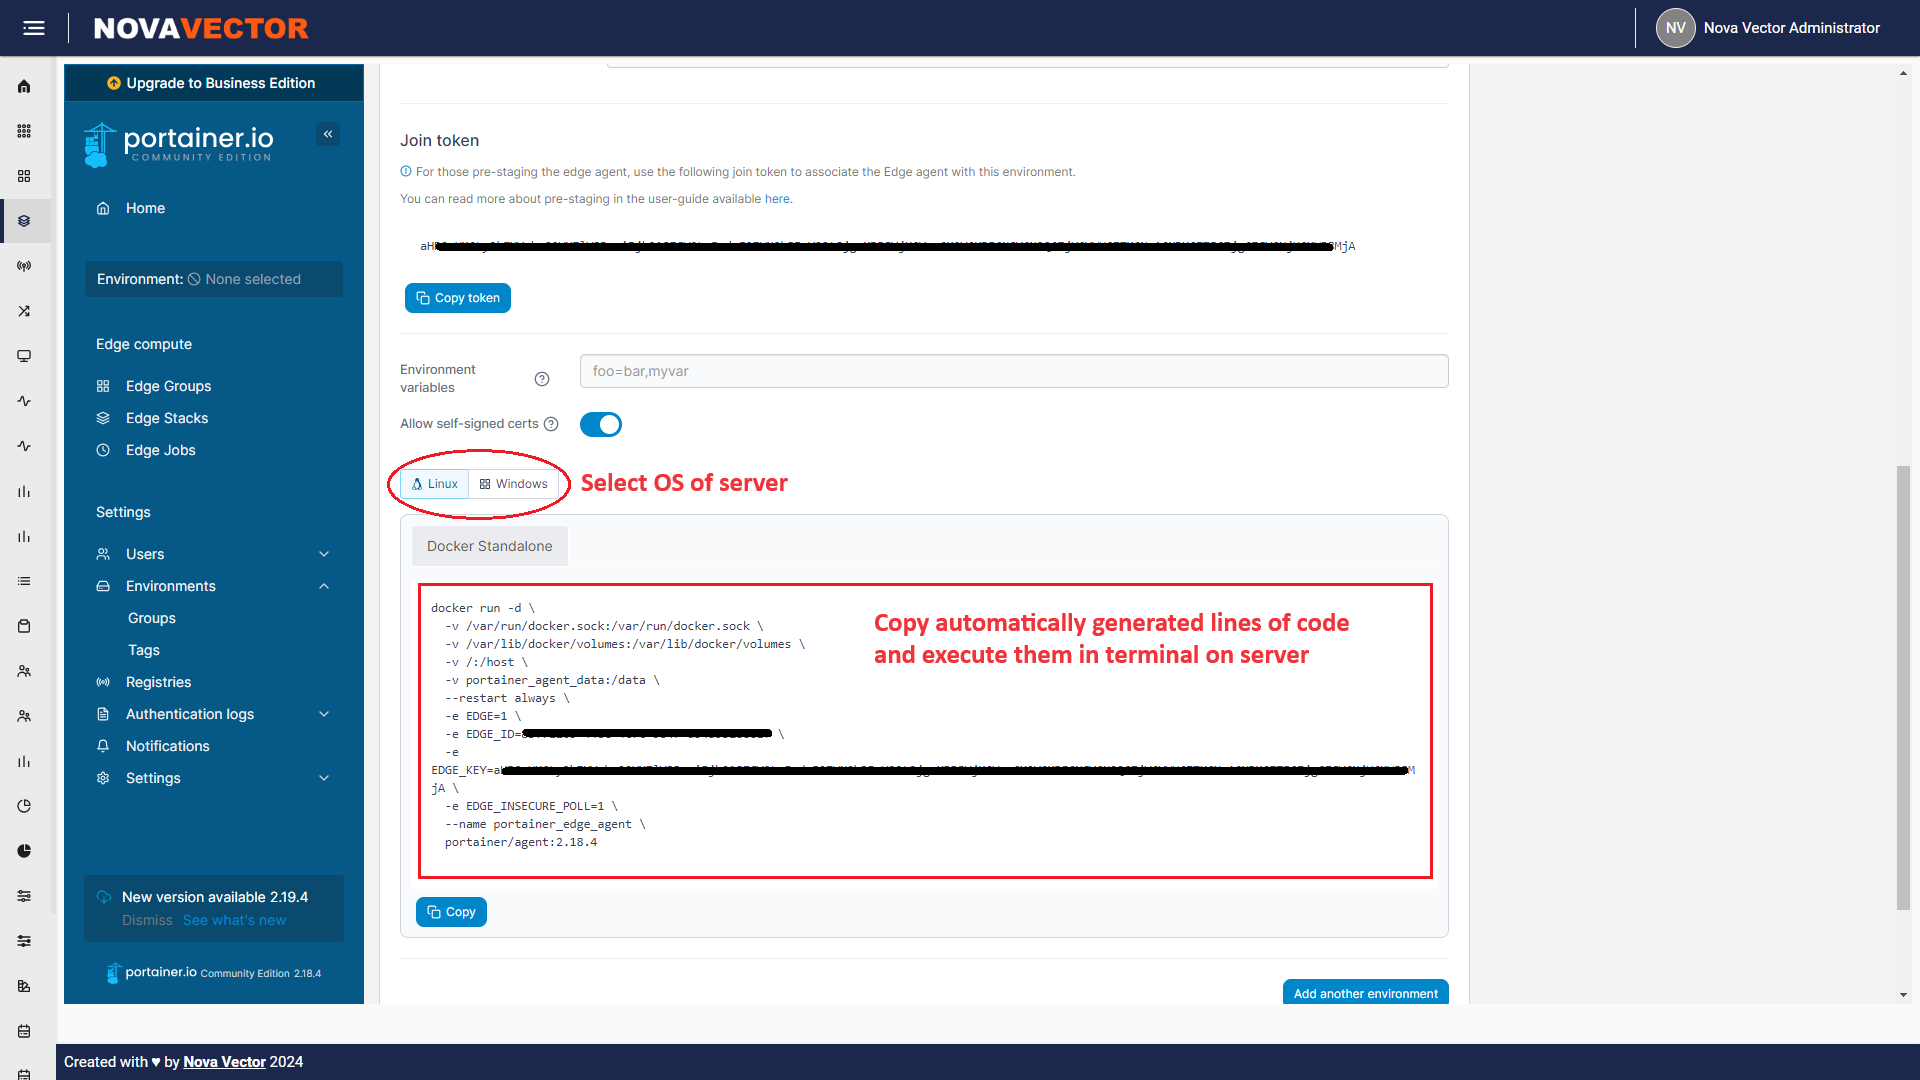 NOVAVECTOR
NV Nova Vector Administrator
Upgrade to Business Edition
portainer.io
COMMUNITY EDITION
Home
Environment: None selected
Edge compute
Edge Groups
Edge Stacks
Edge Jobs
Settings
Users
Environments
Groups
Tags
Registries
Authentication logs
Notifications
Settings
New version available 2.19.4
Dismiss See what's new
portainer.io Community Edition 2.18.4
Join token
For those pre-staging the edge agent, use the following join token to associate the Edge agent with this environment.
You can read more about pre-staging in the user-guide available here.
Copy token
Environment
variables
foo=bar,myvar
Allow self-signed certs
Linux Windows
Select OS of server
Docker Standalone
docker run -d \
-v /var/run/docker.sock:/var/run/docker.sock \
-v /var/lib/docker/volumes:/var/lib/docker/volumes \
-v /:/host \
-v portainer_agent_data:/data \
--restart always \
-e EDGE=1 \
-e EDGE_ID= \
-e
EDGE_KEY=
jA \
-e EDGE_INSECURE_POLL=1 \
--name portainer_edge_agent \
portainer/agent:2.18.4
Copy automatically generated lines of code
and execute them in terminal on server
Copy
Add another environment
Created with ♥ by Nova Vector 2024